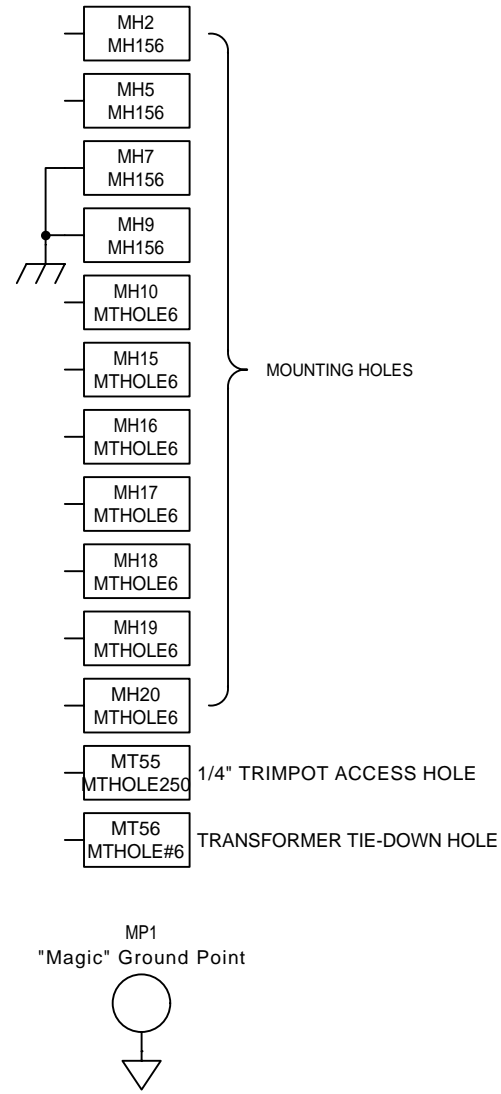 MH2
MH156
MH5
MH156
MH7
MH156
MH9
MH156
MH10
MTHOLE6
MH15
MTHOLE6
MOUNTING HOLES
MH16
MTHOLE6
MH17
MTHOLE6
MH18
MTHOLE6
MH19
MTHOLE6
MH20
MTHOLE6
MT55
MTHOLE250
1/4" TRIMPOT ACCESS HOLE
MT56
MTHOLE#6
TRANSFORMER TIE-DOWN HOLE
MP1
"Magic" Ground Point